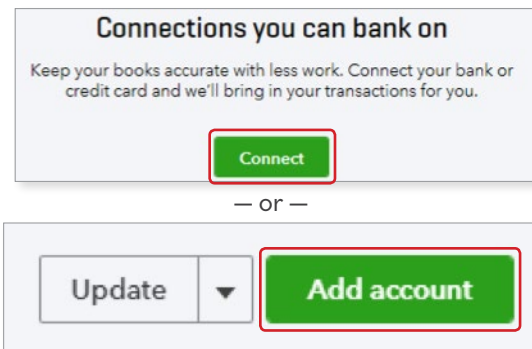 Connections you can bank on
Keep your books accurate with less work. Connect your bank or
credit card and we'll bring in your transactions for you.
Connect
— or —
Update
Add account